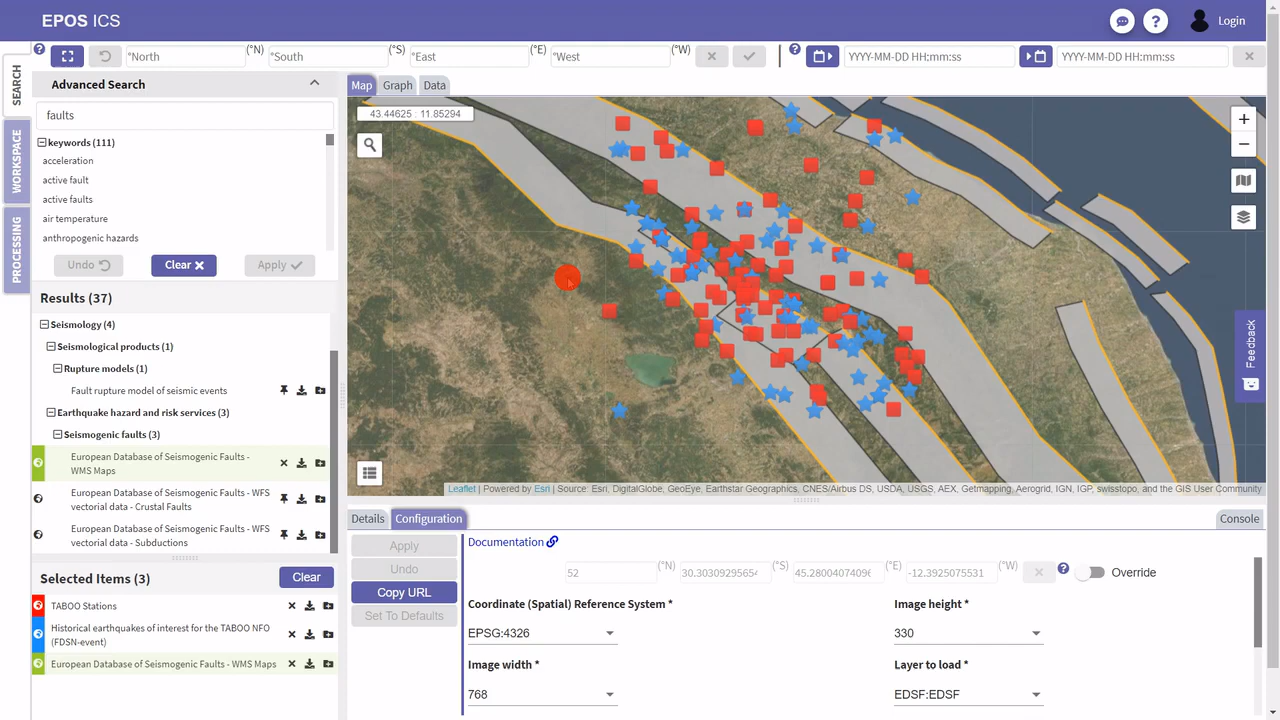 EPOS ICS
Login
°North
(°N)
°South
(°S)
°East
(°E)
°West
(°W)
YYYY-MM-DD HH:mm:ss
YYYY-MM-DD HH:mm:ss
SEARCH
WORKSPACE
PROCESSING
Advanced Search
faults
keywords (111)
acceleration
active fault
active faults
air temperature
anthropogenic hazards
Undo
Clear
Apply
Results (37)
Seismology (4)
Seismological products (1)
Rupture models (1)
Fault rupture model of seismic events
Earthquake hazard and risk services (3)
Seismogenic faults (3)
European Database of Seismogenic Faults -
WMS Maps
European Database of Seismogenic Faults - WFS
vectorial data - Crustal Faults
European Database of Seismogenic Faults - WFS
vectorial data - Subductions
Selected Items (3)
Clear
TABOO Stations
Historical earthquakes of interest for the TABOO NFO
(FDSN-event)
European Database of Seismogenic Faults - WMS Maps
Map
Graph
Data
43.44625 : 11.85294
+
−
Feedback
Leaflet | Powered by Esri | Source: Esri, DigitalGlobe, GeoEye, Earthstar Geographics, CNES/Airbus DS, USDA, USGS, AEX, Getmapping, Aerogrid, IGN, IGP, swisstopo, and the GIS User Community
Details
Configuration
Console
Apply
Undo
Copy URL
Set To Defaults
Documentation
52
(°N)
30.3030929565
(°S)
45.2800407409
(°E)
-12.3925075531
(°W)
Override
Coordinate (Spatial) Reference System *
EPSG:4326
Image height *
330
Image width *
768
Layer to load *
EDSF:EDSF